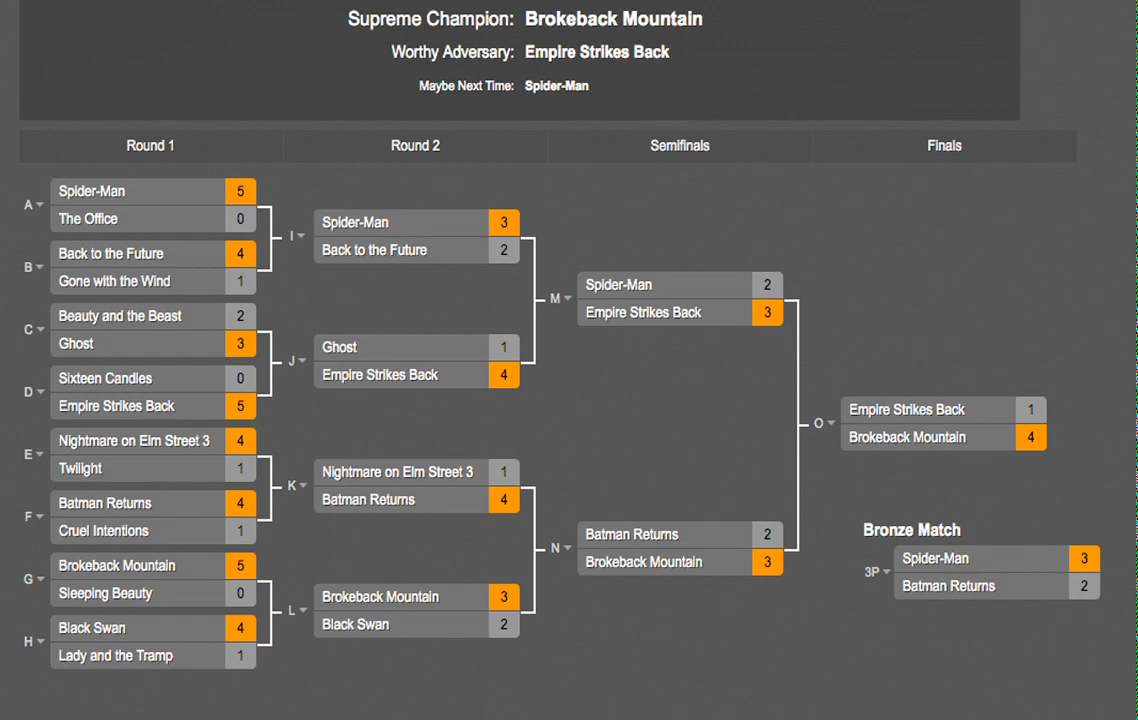 Supreme Champion: Brokeback Mountain
Worthy Adversary: Empire Strikes Back
Maybe Next Time: Spider-Man
Round 1
Round 2
Semifinals
Finals
A
Spider-Man 5
The Office 0
B
Back to the Future 4
Gone with the Wind 1
C
Beauty and the Beast 2
Ghost 3
D
Sixteen Candles 0
Empire Strikes Back 5
E
Nightmare on Elm Street 3 4
Twilight 1
F
Batman Returns 4
Cruel Intentions 1
G
Brokeback Mountain 5
Sleeping Beauty 0
H
Black Swan 4
Lady and the Tramp 1
I
Spider-Man 3
Back to the Future 2
J
Ghost 1
Empire Strikes Back 4
K
Nightmare on Elm Street 3 1
Batman Returns 4
L
Brokeback Mountain 3
Black Swan 2
M
Spider-Man 2
Empire Strikes Back 3
N
Batman Returns 2
Brokeback Mountain 3
O
Empire Strikes Back 1
Brokeback Mountain 4
Bronze Match
3P
Spider-Man 3
Batman Returns 2